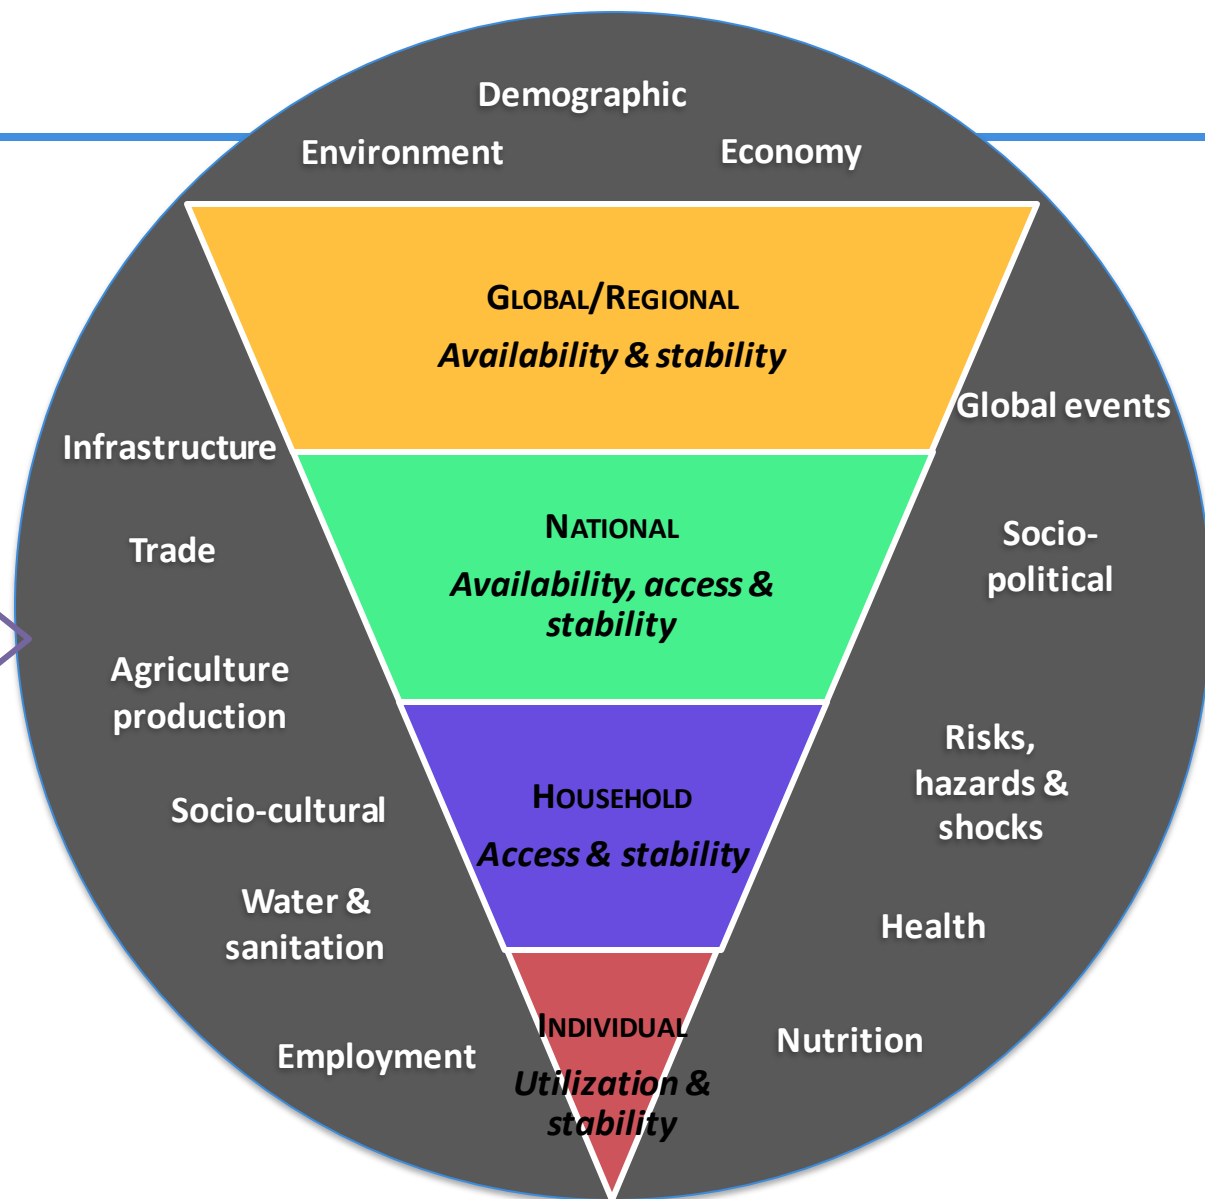 Demographic
Environment
Economy
GLOBAL/REGIONAL
Availability & stability
Global events
Infrastructure
NATIONAL
Availability, access &
stability
Trade
Socio-
political
Agriculture
production
Risks,
hazards &
shocks
HOUSEHOLD
Access & stability
Socio-cultural
Water &
sanitation
Health
INDIVIDUAL
Utilization &
stability
Employment
Nutrition